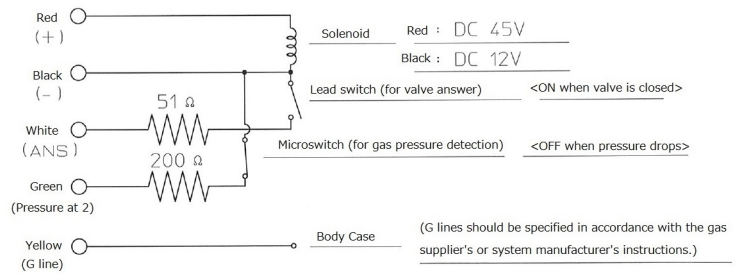 Red
(+)
Solenoid
Red : DC 45V
Black : DC 12V
Black
(-)
Lead switch (for valve answer)
<ON when valve is closed>
51 Ω
White
(ANS)
Microswitch (for gas pressure detection)
<OFF when pressure drops>
200 Ω
Green
(Pressure at 2)
Yellow
(G line)
Body Case
(G lines should be specified in accordance with the gas
supplier's or system manufacturer's instructions.)